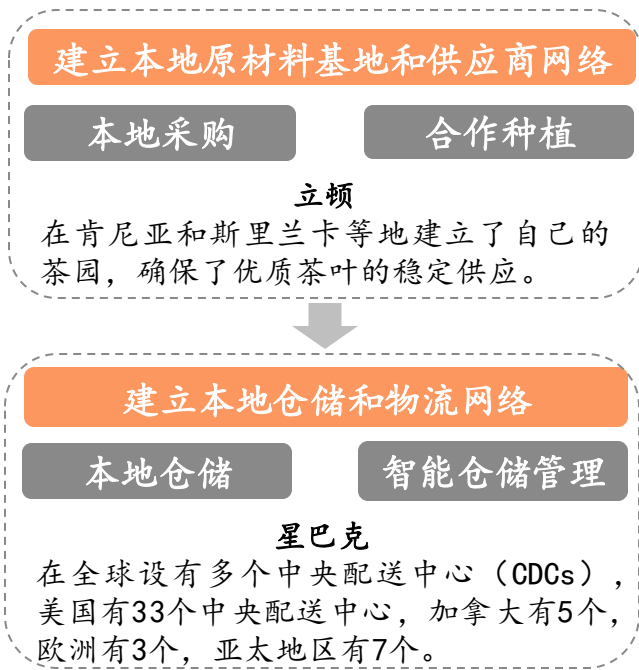 建立本地原材料基地和供应商网络
本地采购
合作种植
立顿
在肯尼亚和斯里兰卡等地建立了自己的
茶园，确保了优质茶叶的稳定供应。
建立本地仓储和物流网络
本地仓储
智能仓储管理
星巴克
在全球设有多个中央配送中心（CDCs），
美国有33个中央配送中心，加拿大有5个，
欧洲有3个，亚太地区有7个。